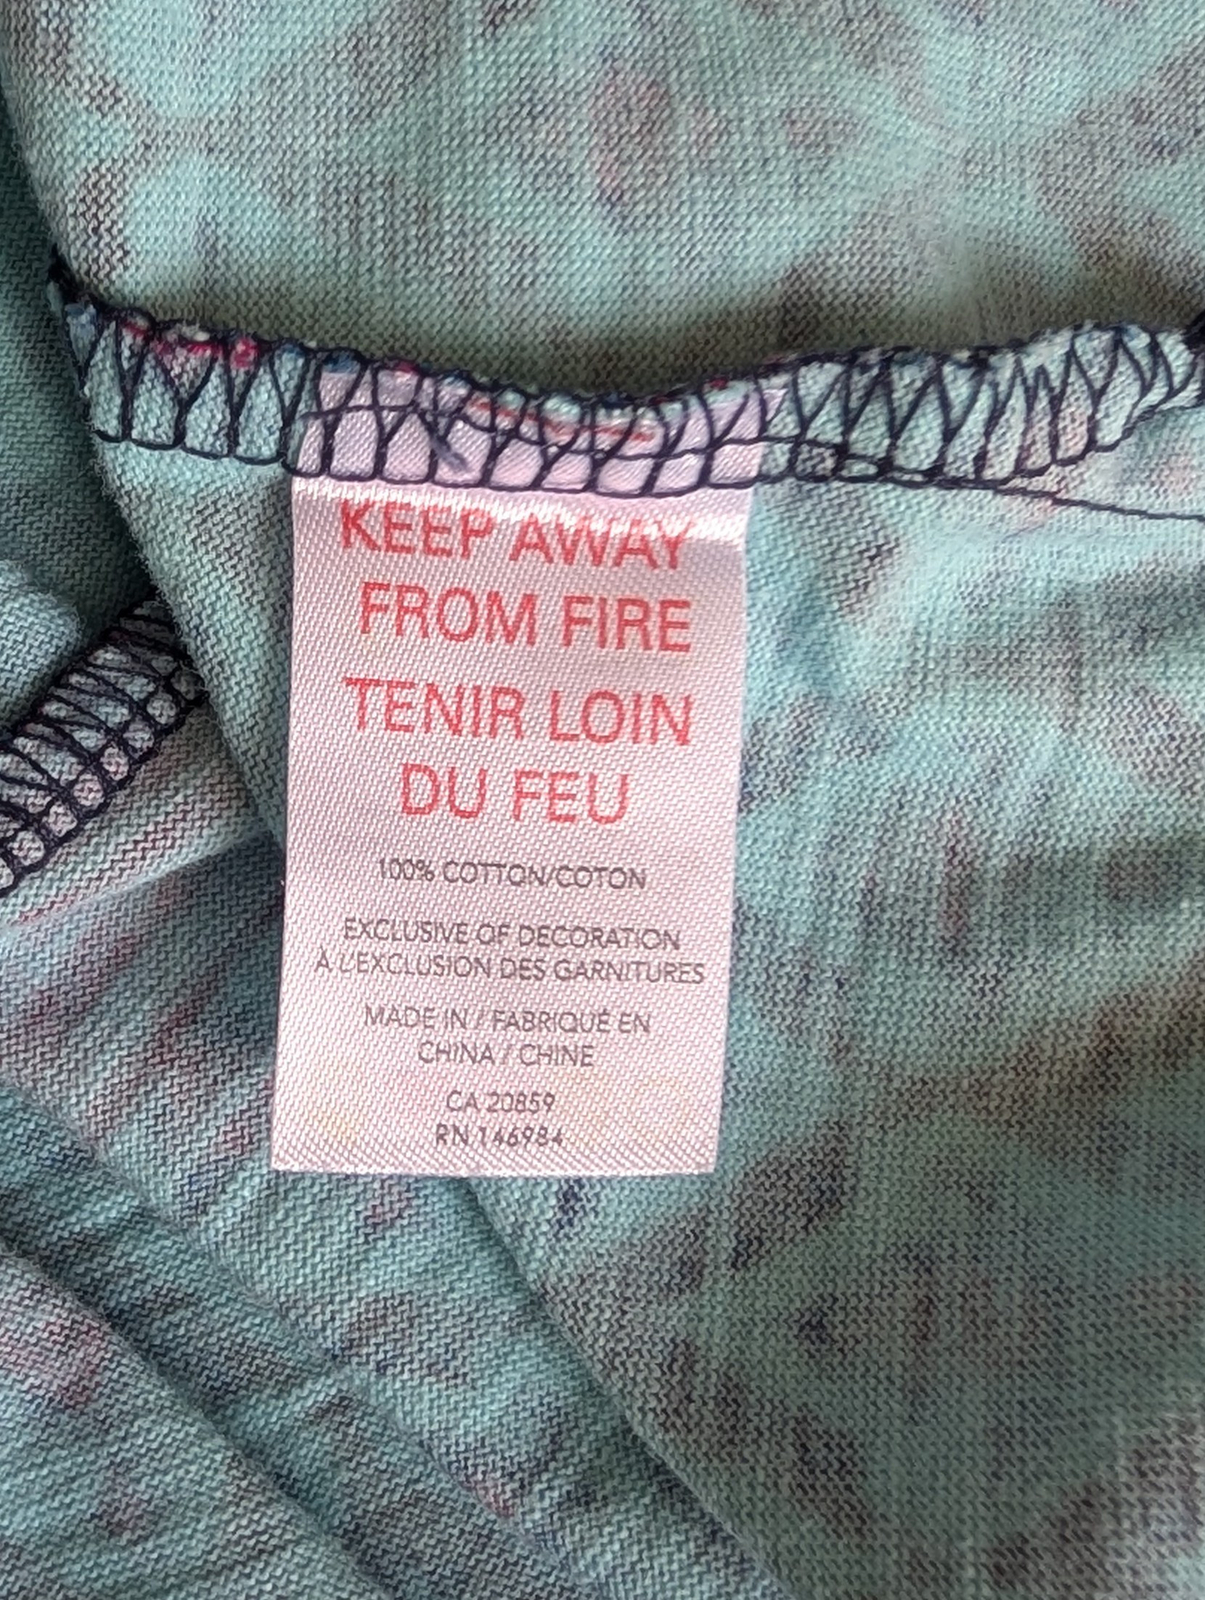 KEEP AWAY
FROM FIRE
TENIR LOIN
DU FEU
100% COTTON/COTON
EXCLUSIVE OF DECORATION
À L'EXCLUSION DES GARNITURES
MADE IN / FABRIQUÉ EN
CHINA / CHINE
CA 20859
RN 146984